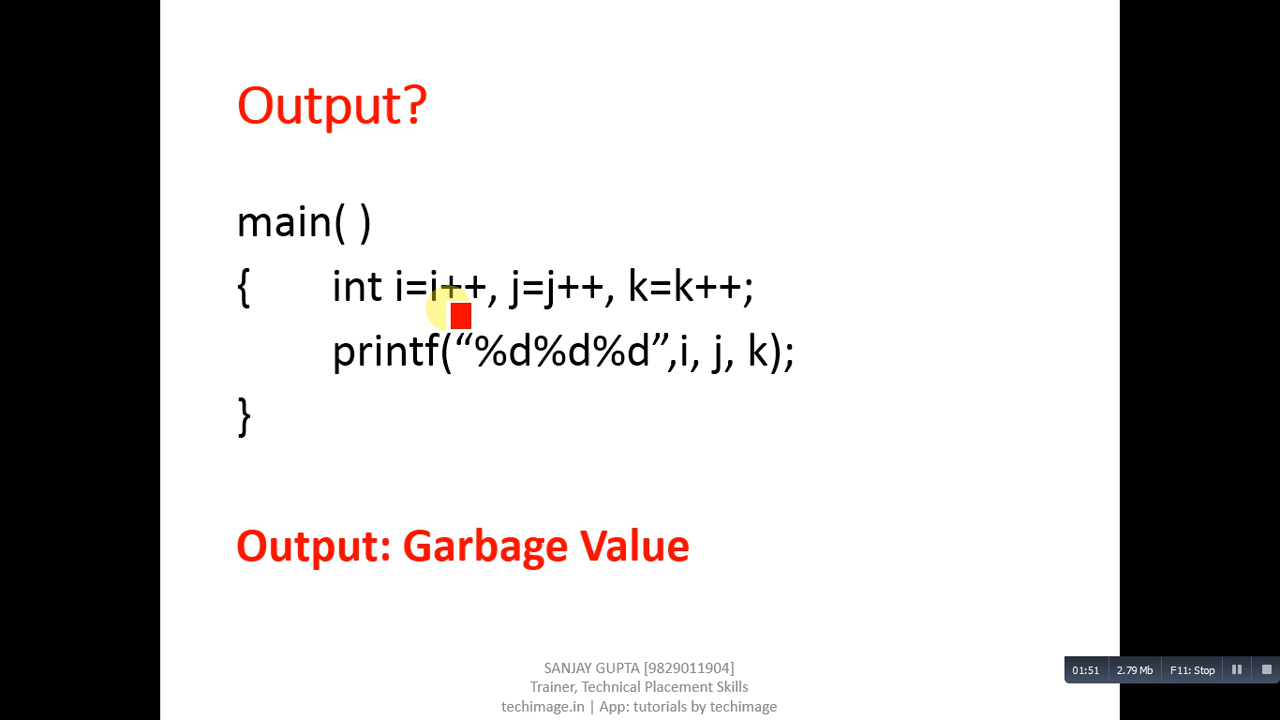 Output?
main( )
{ int i=i++, j=j++, k=k++;
printf(“%d%d%d”,i, j, k);
}
Output: Garbage Value
SANJAY GUPTA [9829011904]
Trainer, Technical Placement Skills
techimage.in | App: tutorials by techimage
01:51 2.79 Mb F11: Stop